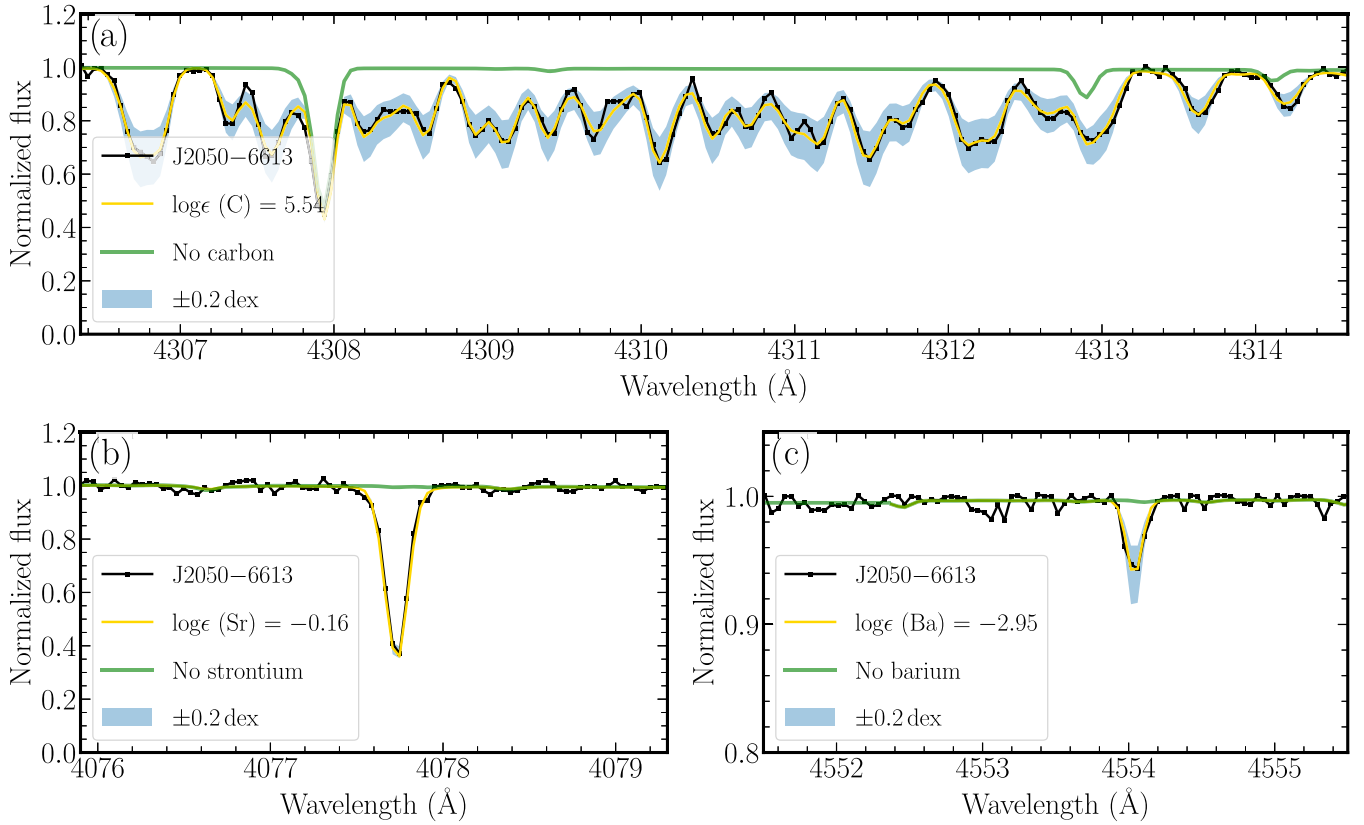 (a)
Normalized flux
1.2
1.0
0.8
0.6
0.4
0.2
0.0
J2050−6613
logϵ (C) = 5.54
No carbon
±0.2 dex
4307 4308 4309 4310 4311 4312 4313 4314
Wavelength (Å)
(b)
Normalized flux
1.2
1.0
0.8
0.6
0.4
0.2
0.0
J2050−6613
logϵ (Sr) = −0.16
No strontium
±0.2 dex
4076 4077 4078 4079
Wavelength (Å)
(c)
Normalized flux
1.0
0.9
0.8
J2050−6613
logϵ (Ba) = −2.95
No barium
±0.2 dex
4552 4553 4554 4555
Wavelength (Å)